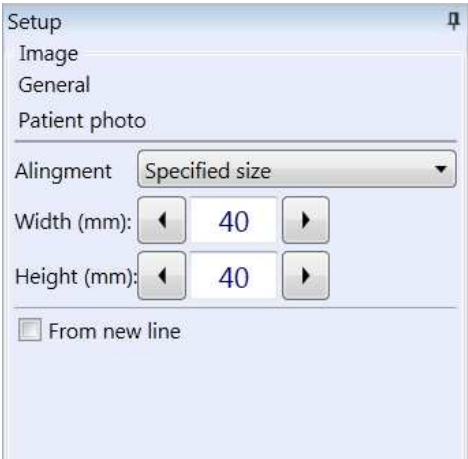 Setup
Image
General
Patient photo
Alingment Specified size
Width (mm): 40
Height (mm): 40
From new line